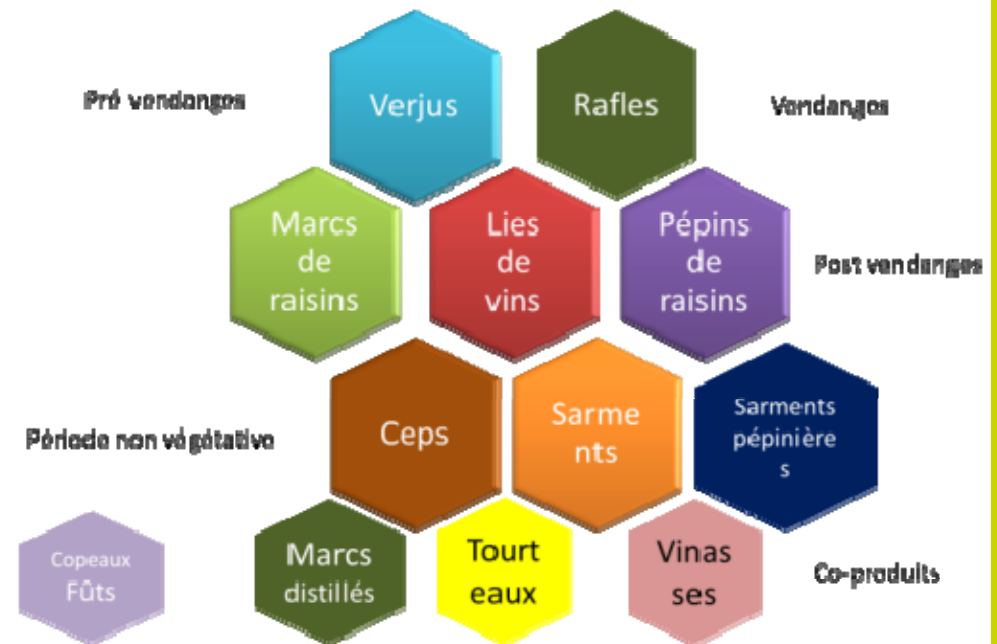 Pré vendanges
Verjus
Rafles
Vendanges
Marcs
de
raisins
Lies
de
vins
Pépins
de
raisins
Post vendanges
Période non végétative
Ceps
Sarme
nts
Sarments
pépinière
s
Copeaux
Fûts
Marcs
distillés
Tourt
eaux
Vinas
ses
Co-produits